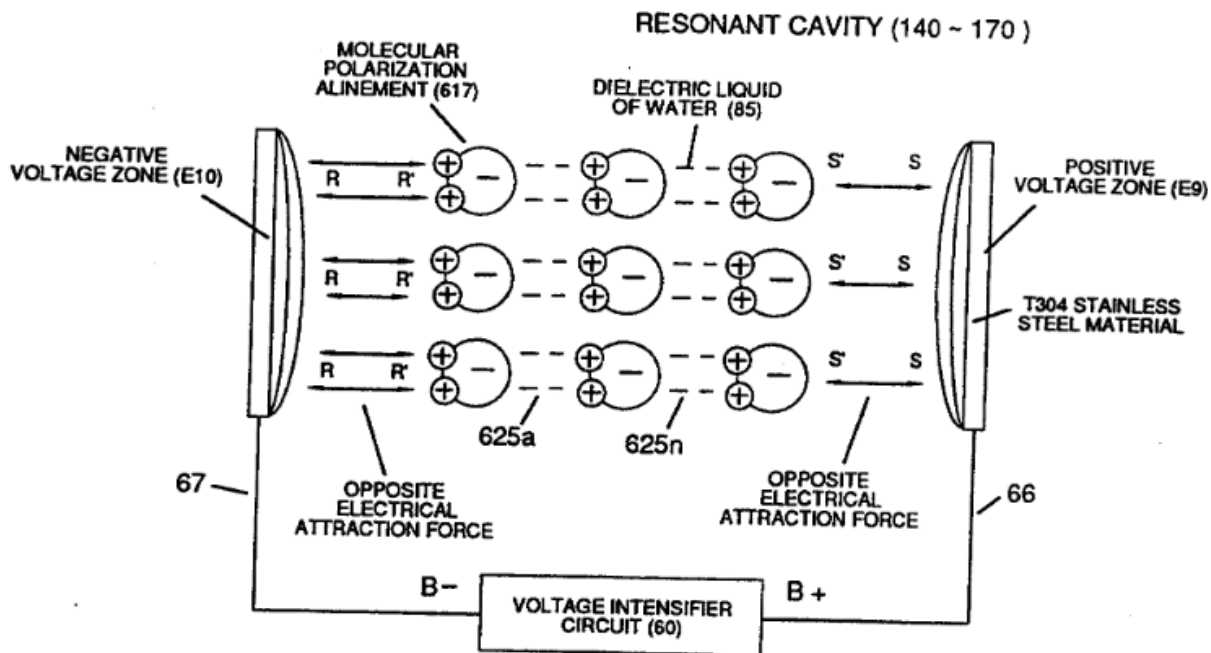 RESONANT CAVITY (140 ~ 170 )
MOLECULAR
POLARIZATION
ALINEMENT (617)
DIELECTRIC LIQUID
OF WATER (85)
NEGATIVE
VOLTAGE ZONE (E10)
POSITIVE
VOLTAGE ZONE (E9)
+ − + − + −
R R' + + + S' S
+ − + − + −
R R' + + + S' S
T304 STAINLESS
STEEL MATERIAL
+ − + − + −
R R' + + + S' S
625a
625n
67
66
OPPOSITE
ELECTRICAL
ATTRACTION FORCE
OPPOSITE
ELECTRICAL
ATTRACTION FORCE
B−
B+
VOLTAGE INTENSIFIER
CIRCUIT (60)